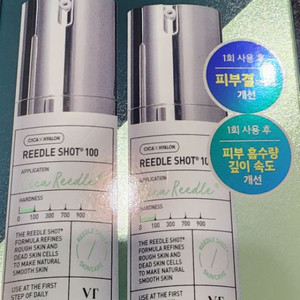 CICA X HYALON
REEDLE SHOT® 100
APPLICATION
Cica Reedle™
HARDNESS
0 100 300 700 900
THE REEDLE SHOT®
FORMULA REFINES
ROUGH SKIN AND
DEAD SKIN CELLS
TO MAKE NATURAL
SMOOTH SKIN
USE AT THE FIRST
STEP OF DAILY
VT
CICA X HYALON
REEDLE SHOT® 10
APPLICATION
Cica Reedle
HARDNESS
0 100 300 700 900
THE REEDLE SHOT®
FORMULA REFINES
ROUGH SKIN AND
DEAD SKIN CELLS
TO MAKE NATURAL
SMOOTH SKIN
USE AT THE FIRST
STEP OF DAILY
VT
1회 사용 후
피부결
개선
1회 사용 후
피부 흡수량
깊이 속도
개선